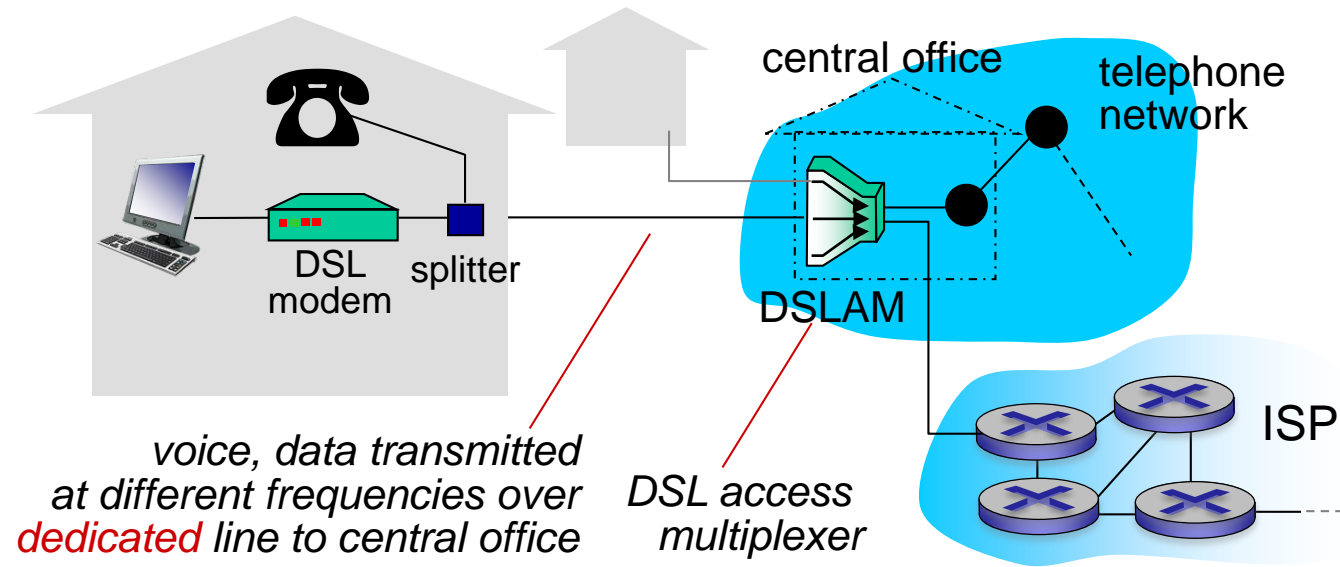 central office
telephone
network
DSL
modem
splitter
DSLAM
ISP
voice, data transmitted
at different frequencies over
dedicated line to central office
DSL access
multiplexer